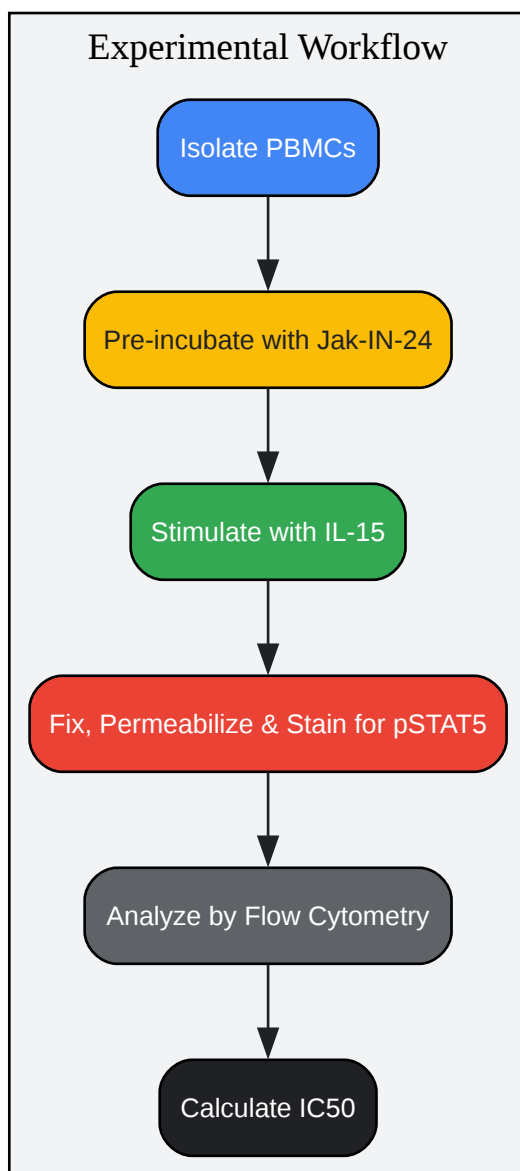 Experimental Workflow
Isolate PBMCs
Pre-incubate with Jak-IN-24
Stimulate with IL-15
Fix, Permeabilize & Stain for pSTAT5
Analyze by Flow Cytometry
Calculate IC50